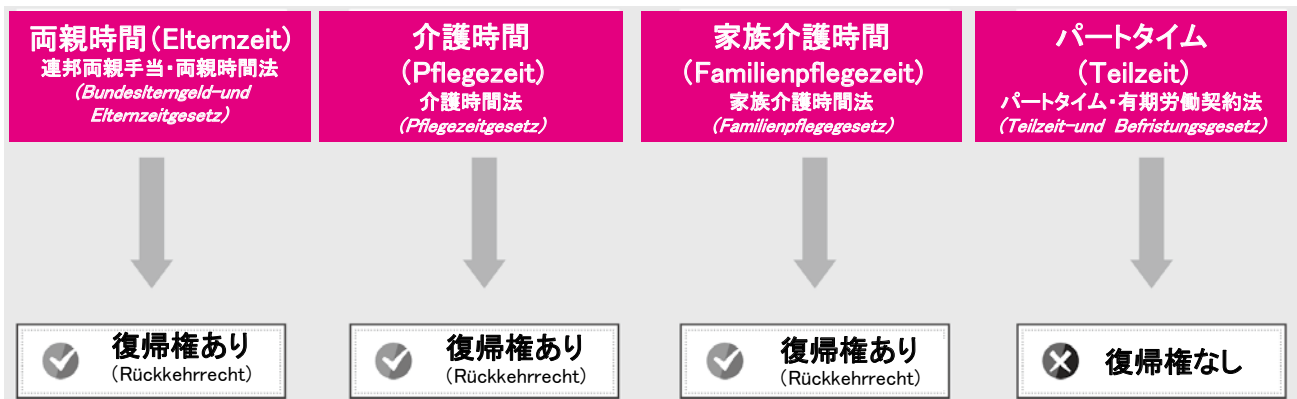 両親時間(Elternzeit)
連邦両親手当・両親時間法
(Bundeslterngeld-und
Elternzeitgesetz)
介護時間
(Pflegezeit)
介護時間法
(Pflegezeitgesetz)
家族介護時間
(Familienpflegezeit)
家族介護時間法
(Familienpflegegesetz)
パートタイム
(Teilzeit)
パートタイム・有期労働契約法
(Teilzeit-und Befristungsgesetz)
復帰権あり
(Rückkehrrecht)
復帰権あり
(Rückkehrrecht)
復帰権あり
(Rückkehrrecht)
復帰権なし